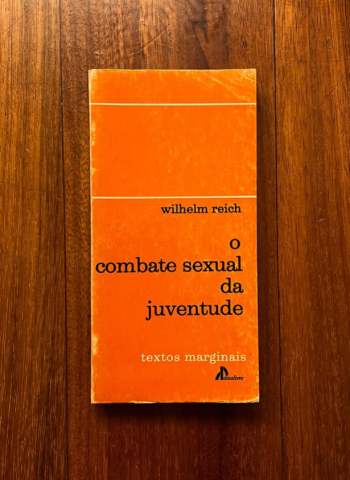 wilhelm reich
o
combate sexual
da
juventude
textos marginais